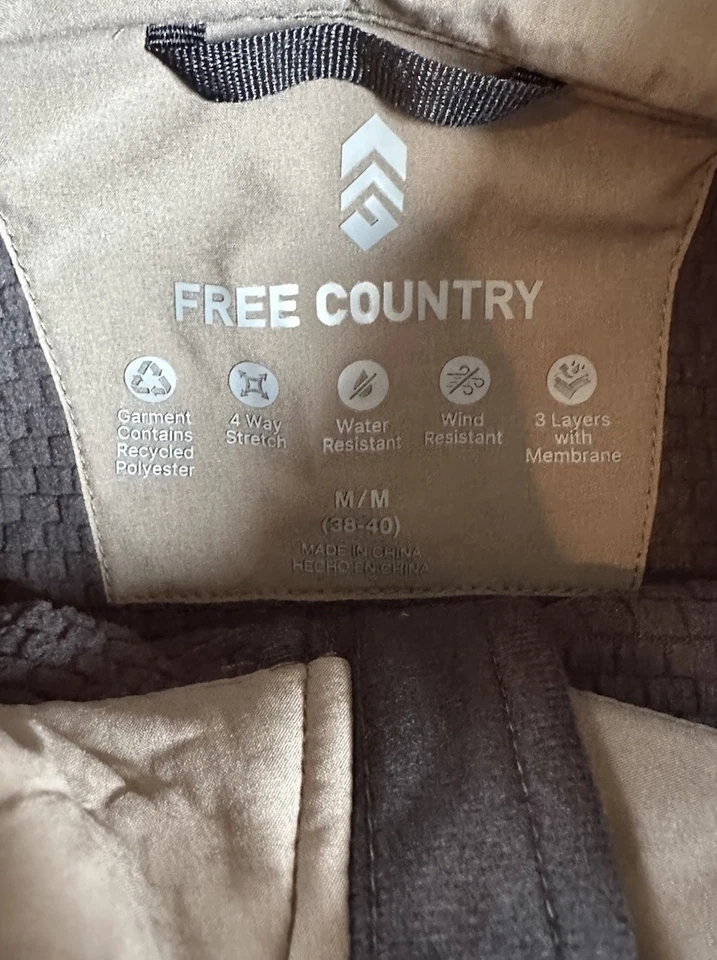 FREE COUNTRY
Garment
Contains
Recycled
Polyester
4 Way
Stretch
Water
Resistant
Wind
Resistant
3 Layers
with
Membrane
M/M
(38-40)
MADE IN CHINA
HECHO EN CHINA